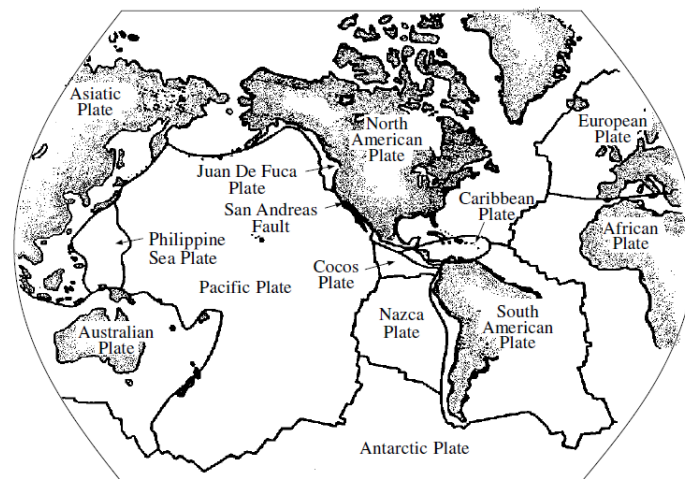 Asiatic
Plate
North
American
Plate
European
Plate
Juan De Fuca
Plate
San Andreas
Fault
Caribbean
Plate
African
Plate
Philippine
Sea Plate
Cocos
Plate
Pacific Plate
Nazca
Plate
South
American
Plate
Australian
Plate
Antarctic Plate